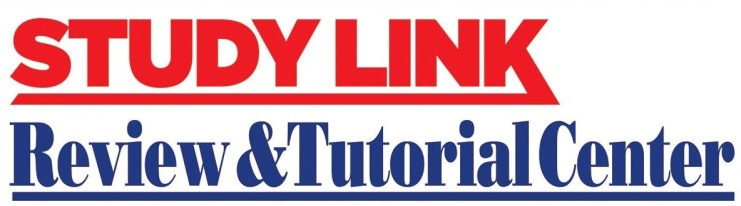 STUDY LINK
Review & Tutorial Center